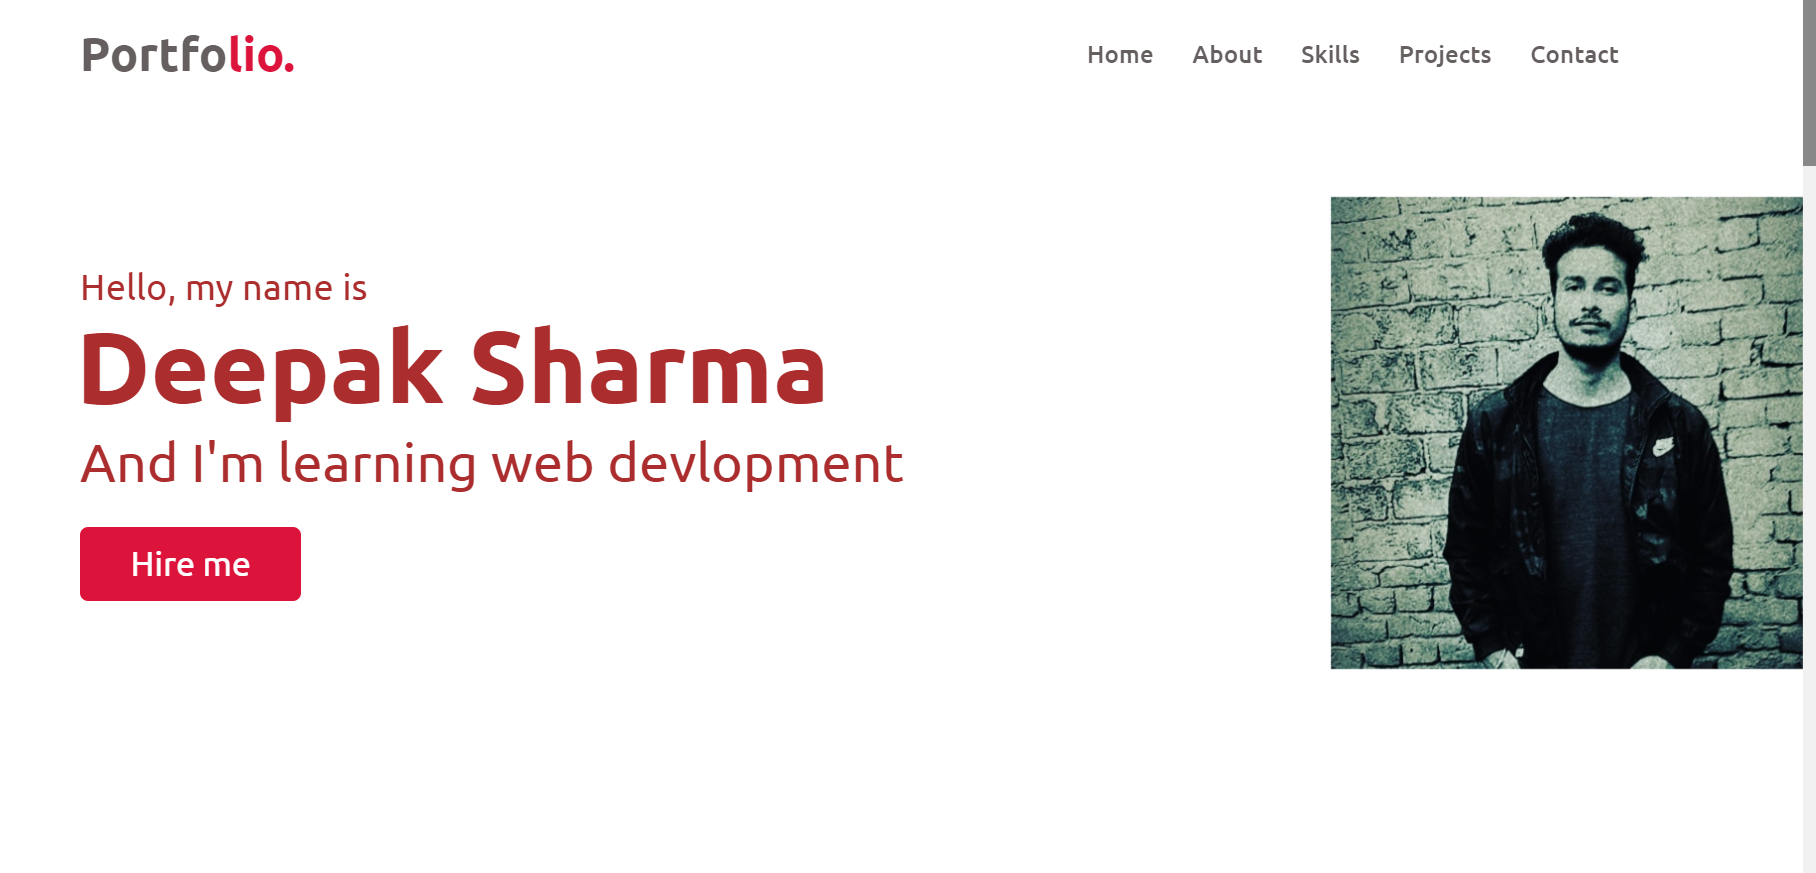 Portfolio.
Home About Skills Projects Contact
Hello, my name is
Deepak Sharma
And I'm learning web devlopment
Hire me